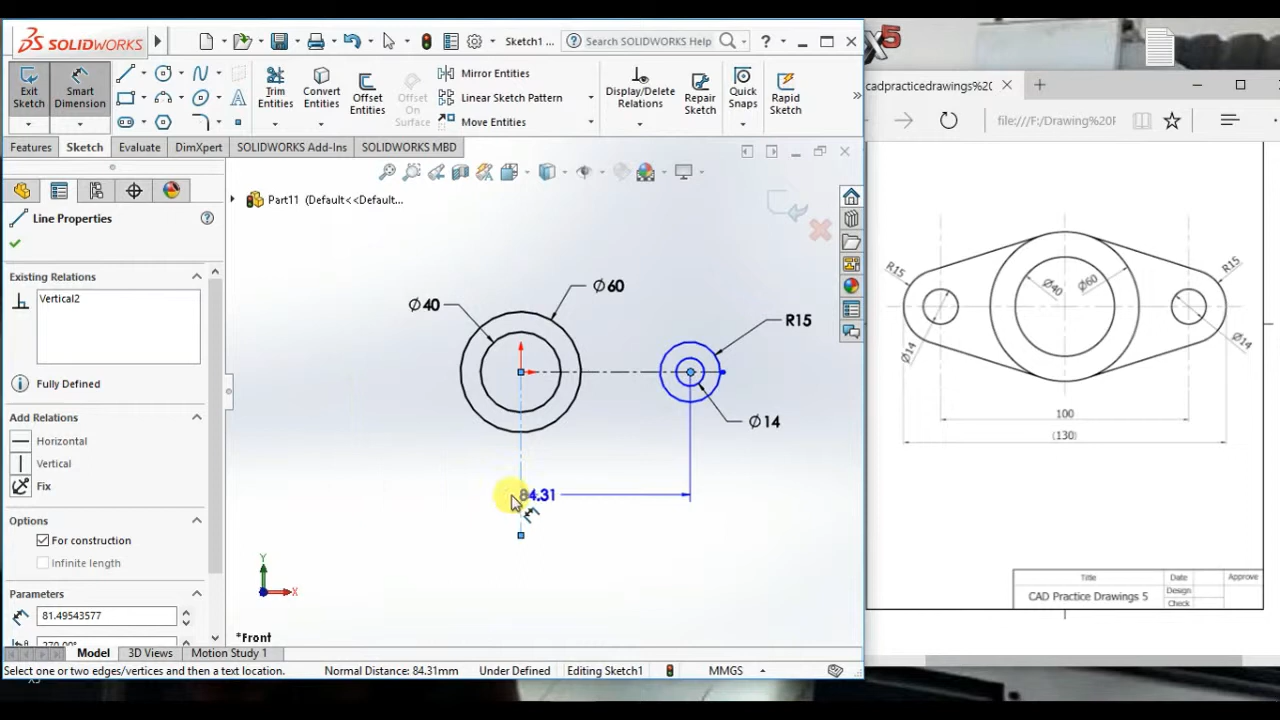 SOLIDWORKS
Sketch1 ...
Search SOLIDWORKS Help
?
X5
cadpracticedrawings%20
file:///F:/Drawing%20
Exit Sketch
Smart Dimension
Trim Entities
Convert Entities
Offset Entities
Offset On Surface
Mirror Entities
Linear Sketch Pattern
Move Entities
Display/Delete Relations
Repair Sketch
Quick Snaps
Rapid Sketch
Features
Sketch
Evaluate
DimXpert
SOLIDWORKS Add-Ins
SOLIDWORKS MBD
Part11 (Default<<Default...
Line Properties
Existing Relations
Vertical2
Fully Defined
Add Relations
Horizontal
Vertical
Fix
Options
For construction
Infinite length
Parameters
81.49543577
270.00°
Ø40
Ø60
R15
Ø14
84.31
Y
X
*Front
R15
R15
Ø40
Ø60
Ø14
Ø14
100
(130)
Title
Date
Approve
CAD Practice Drawings 5
Design
Check
Model
3D Views
Motion Study 1
Select one or two edges/vertices and then a text location.
Normal Distance: 84.31mm
Under Defined
Editing Sketch1
MMGS
X5